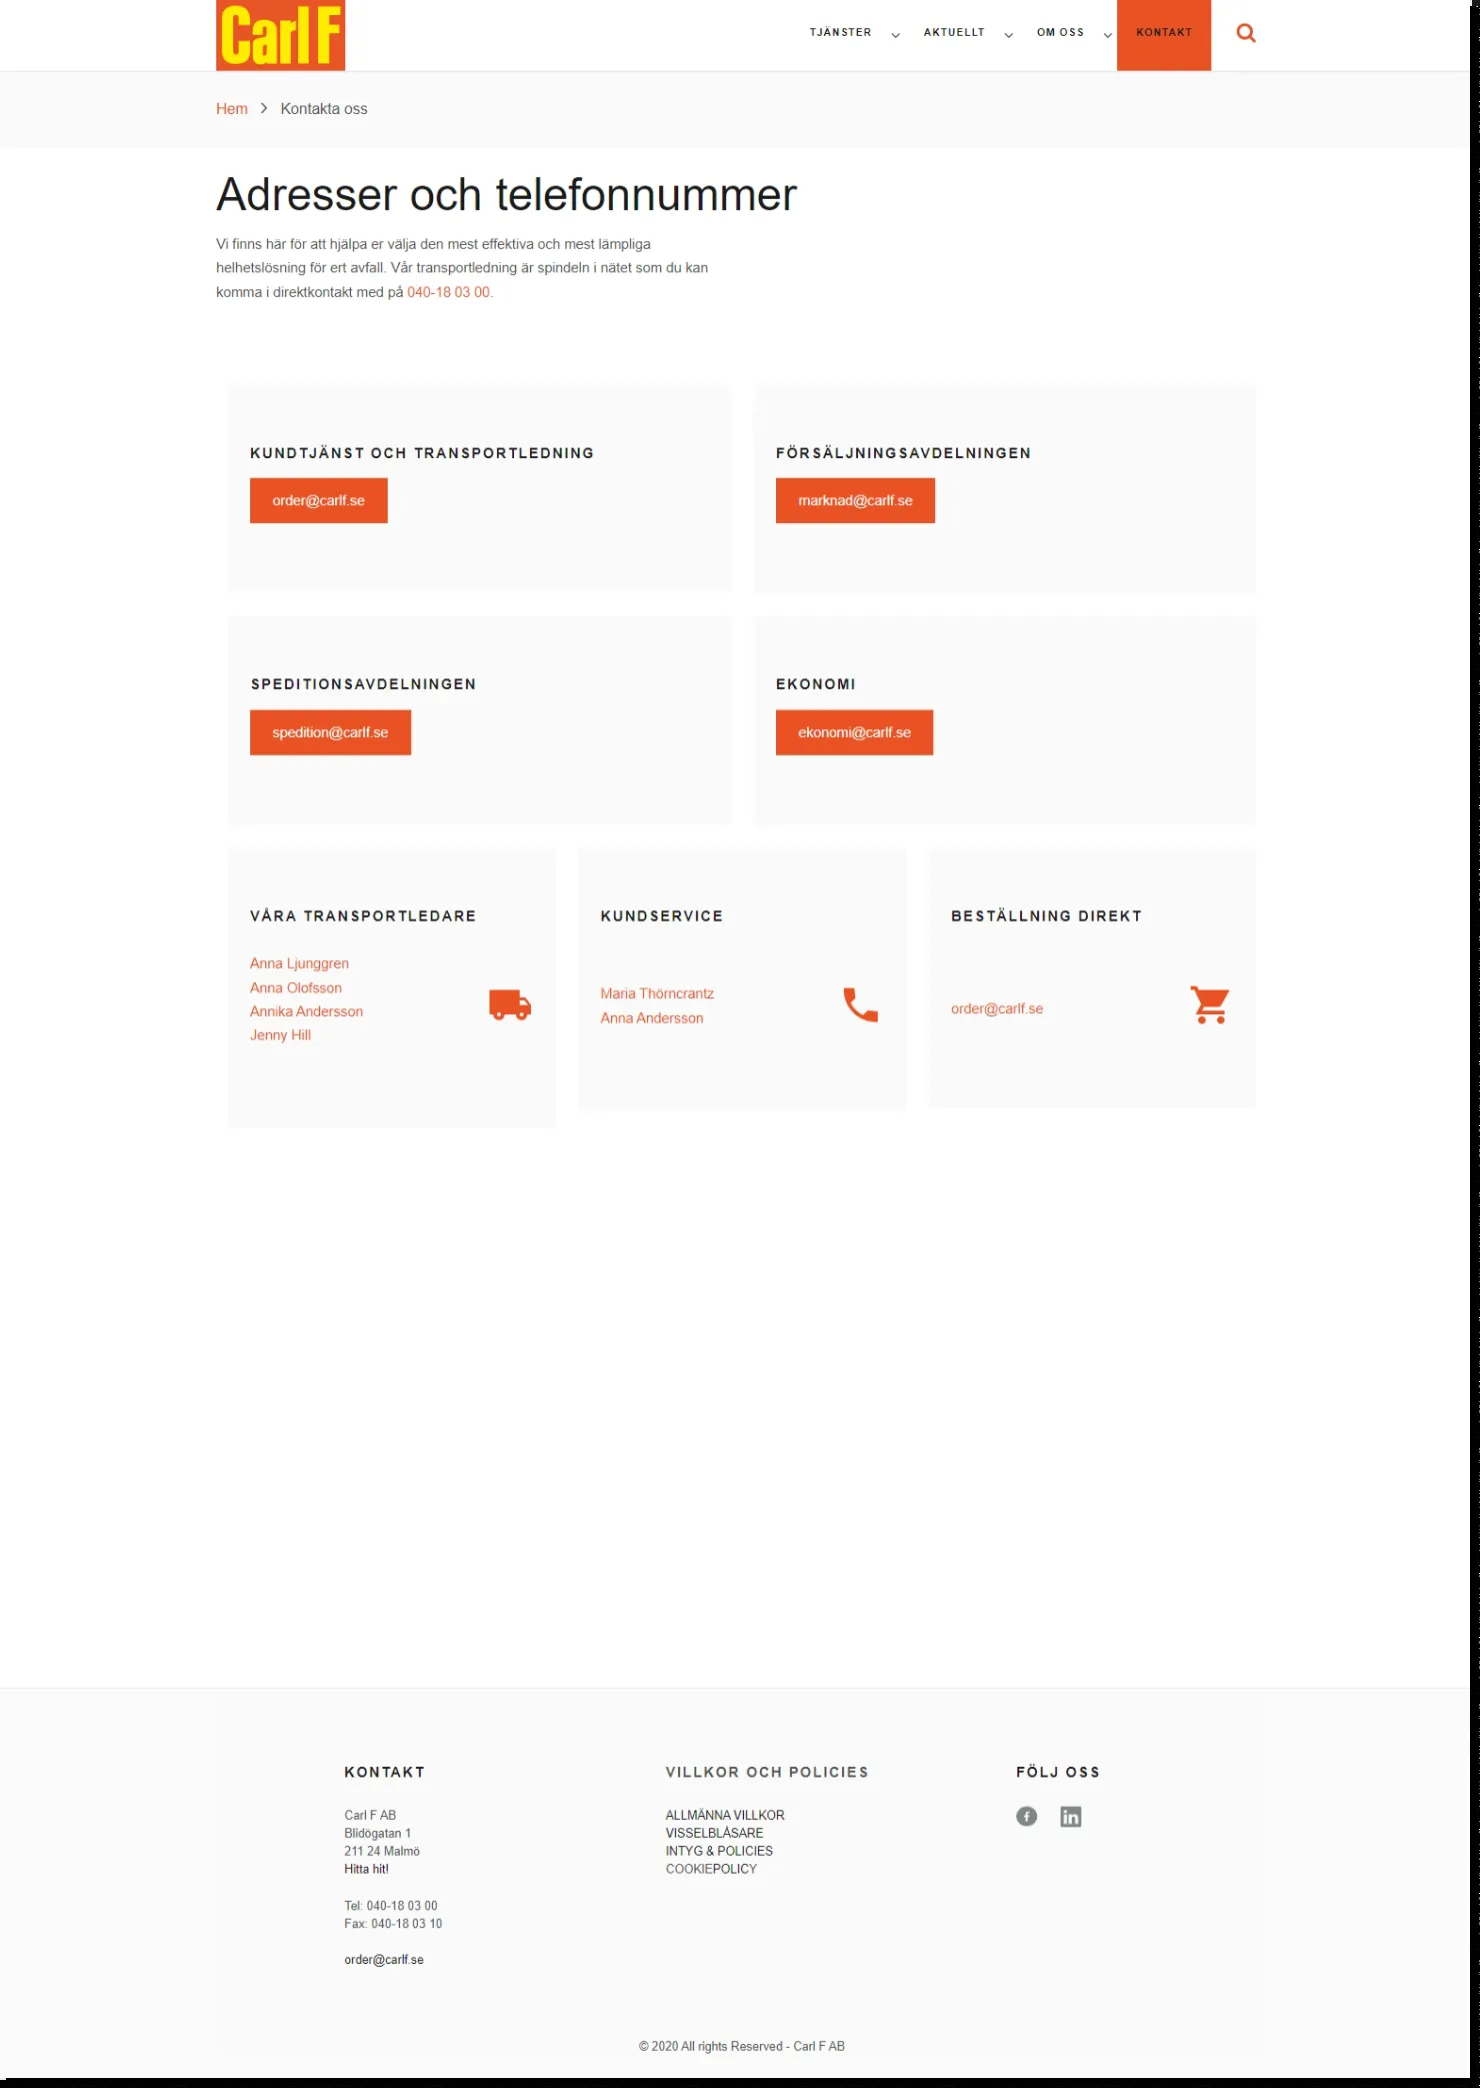 Carl F
TJÄNSTER
AKTUELLT
OM OSS
KONTAKT
Hem > Kontakta oss
Adresser och telefonnummer
Vi finns här för att hjälpa er välja den mest effektiva och mest lämpliga
helhetslösning för ert avfall. Vår transportledning är spindeln i nätet som du kan
komma i direktkontakt med på 040-18 03 00.
KUNDTJÄNST OCH TRANSPORTLEDNING
order@carlf.se
FÖRSÄLJNINGSAVDELNINGEN
marknad@carlf.se
SPEDITIONSAVDELNINGEN
spedition@carlf.se
EKONOMI
ekonomi@carlf.se
VÅRA TRANSPORTLEDARE
Anna Ljunggren
Anna Olofsson
Annika Andersson
Jenny Hill
KUNDSERVICE
Maria Thörncrantz
Anna Andersson
BESTÄLLNING DIREKT
order@carlf.se
KONTAKT
Carl F AB
Blidögatan 1
211 24 Malmö
Hitta hit!
Tel: 040-18 03 00
Fax: 040-18 03 10
order@carlf.se
VILLKOR OCH POLICIES
ALLMÄNNA VILLKOR
VISSELBLÅSARE
INTYG & POLICIES
COOKIEPOLICY
FÖLJ OSS
© 2020 All rights Reserved - Carl F AB